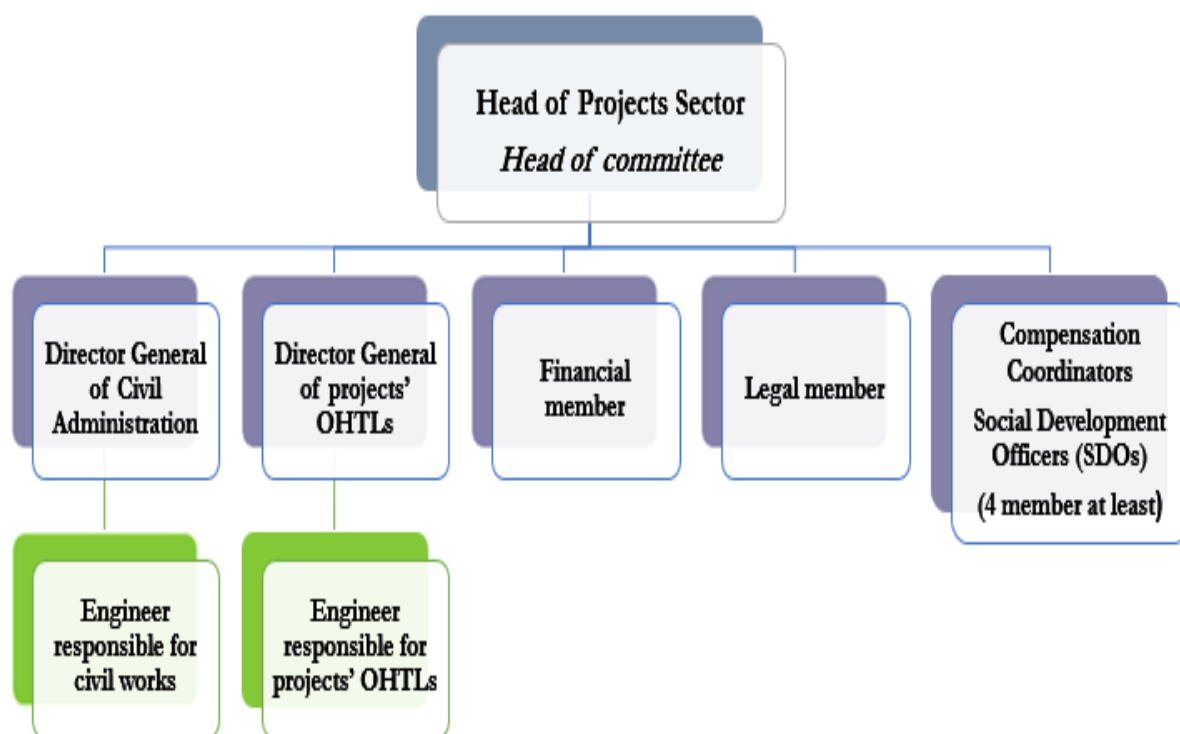 Head of Projects Sector
Head of committee
Director General
of Civil
Administration
Director General
of projects’
OHTLs
Financial
member
Legal member
Compensation
Coordinators
Social Development
Officers (SDOs)
(4 member at least)
Engineer
responsible for
civil works
Engineer
responsible for
projects’ OHTLs